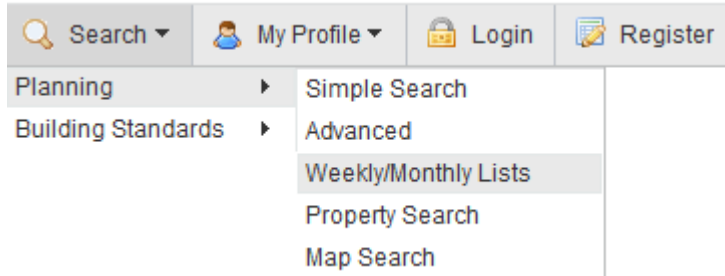 Search My Profile Login Register
Planning Simple Search
Building Standards Advanced
Weekly/Monthly Lists
Property Search
Map Search